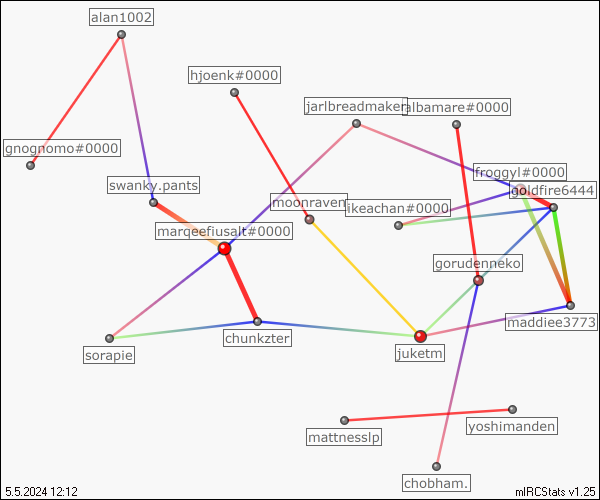 alan1002
hjoenk#0000
jarlbreadmaker
albamare#0000
gnognomo#0000
froggyl#0000
swanky.pants
goldfire6444
moonraven
ikeachan#0000
marqeefiusalt#0000
gorudenneko
maddiee3773
chunkzter
juketm
sorapie
yoshimanden
mattnesslp
chobham.
5.5.2024 12:12
mIRCStats v1.25